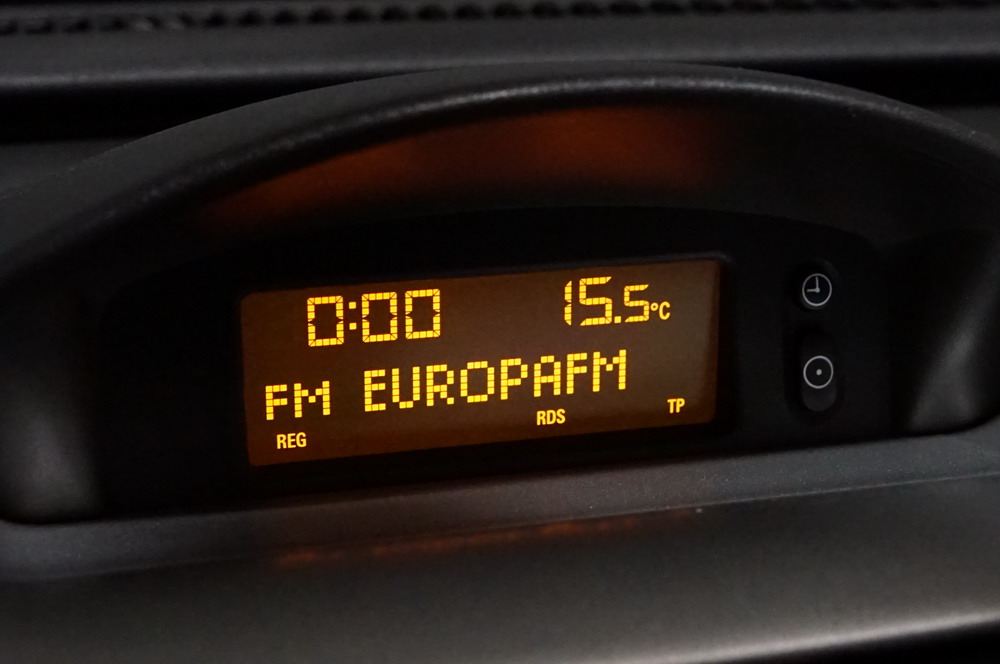 0:00 15.5°C
FM EUROPAFM
REG RDS TP